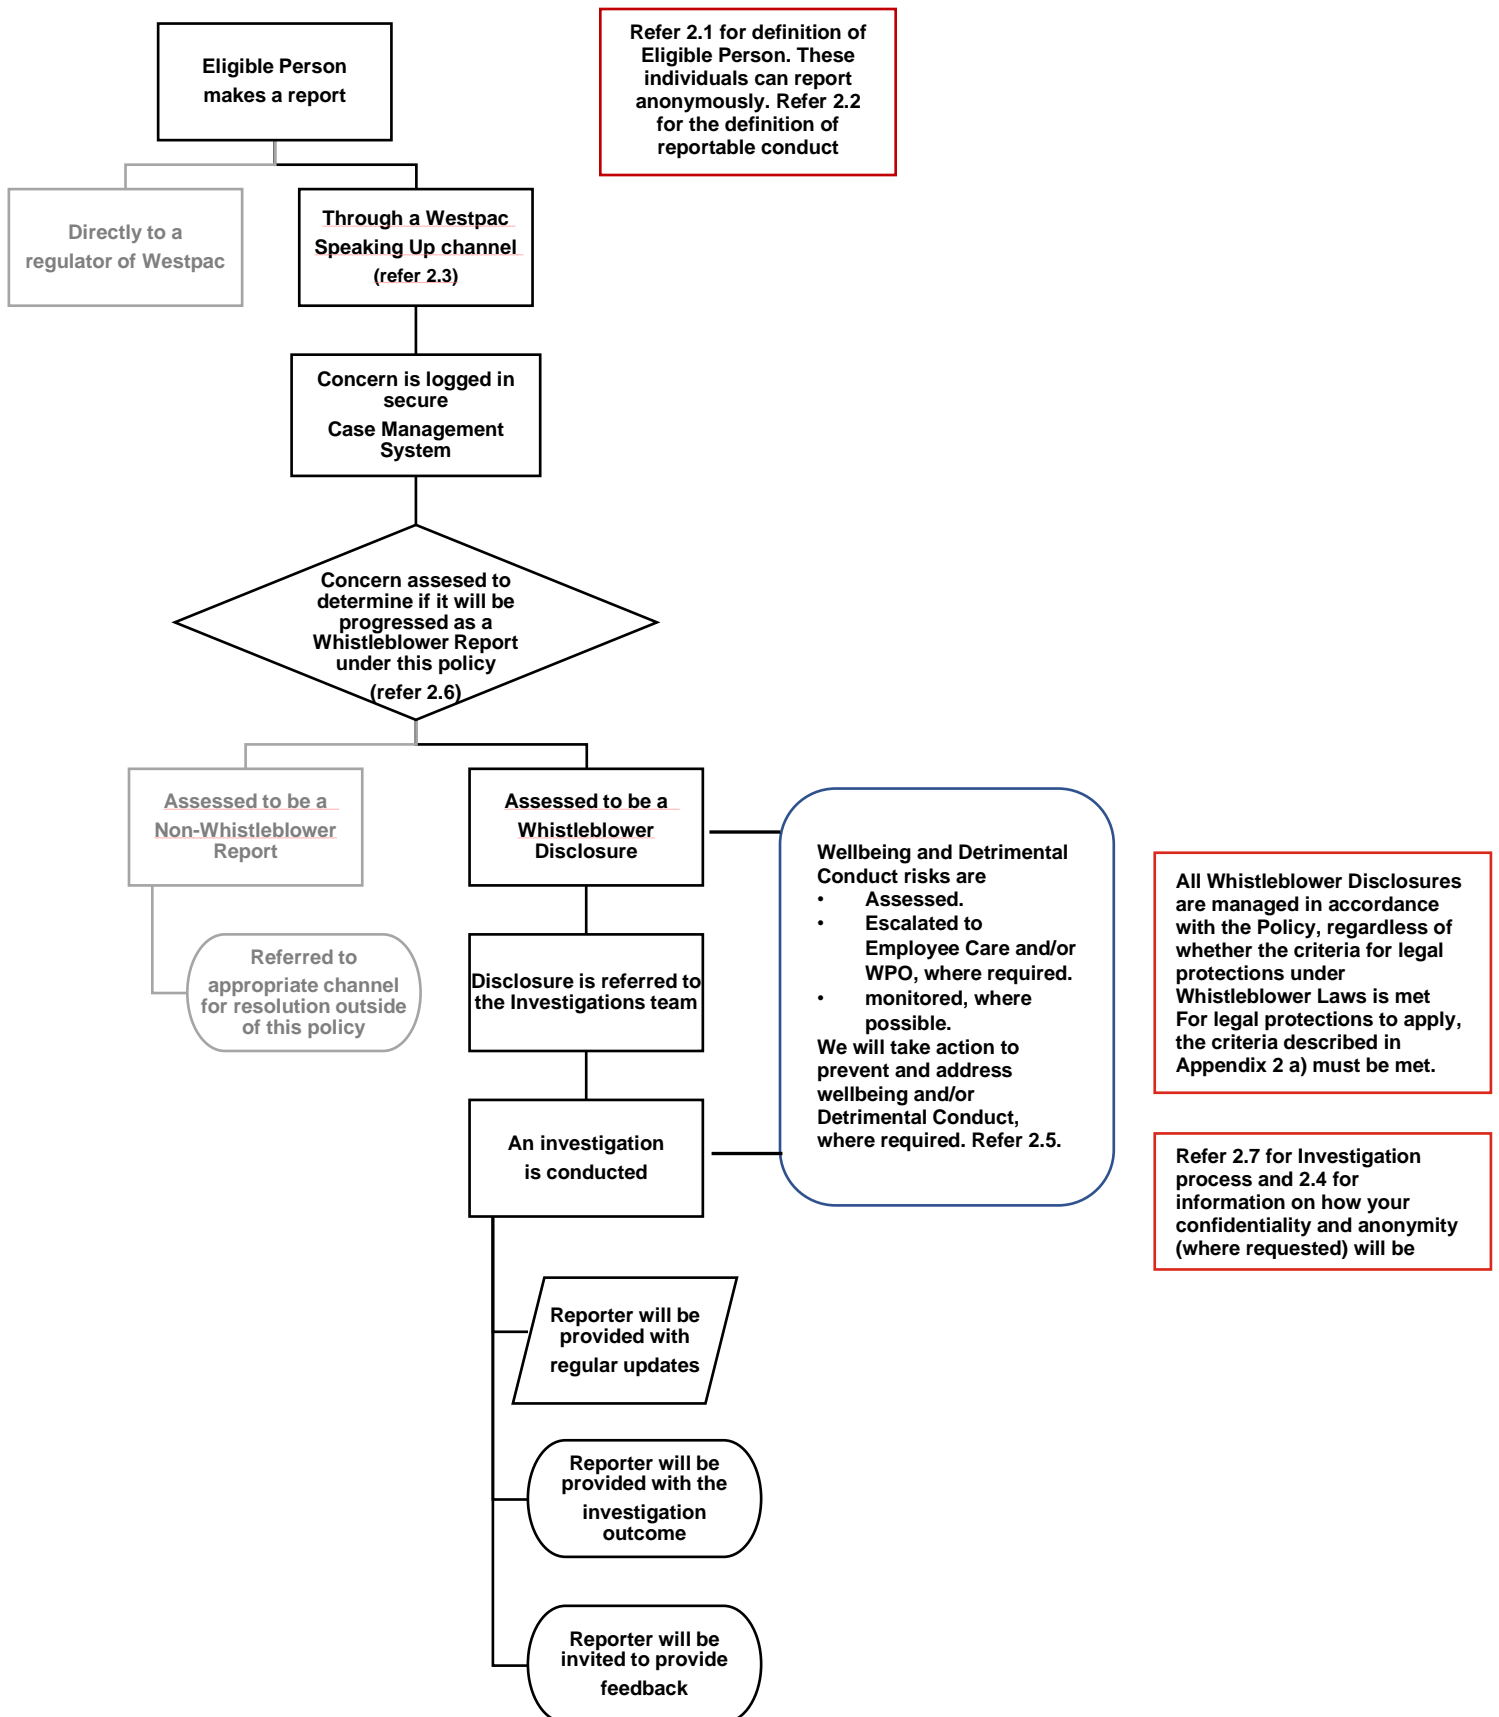 Eligible Person
makes a report
Refer 2.1 for definition of
Eligible Person. These
individuals can report
anonymously. Refer 2.2
for the definition of
reportable conduct
Directly to a
regulator of Westpac
Through a Westpac
Speaking Up channel
(refer 2.3)
Concern is logged in
secure
Case Management
System
Concern assesed to
determine if it will be
progressed as a
Whistleblower Report
under this policy
(refer 2.6)
Assessed to be a
Non-Whistleblower
Report
Assessed to be a
Whistleblower
Disclosure
Referred to
appropriate channel
for resolution outside
of this policy
Disclosure is referred to
the Investigations team
Wellbeing and Detrimental
Conduct risks are
• Assessed.
• Escalated to
Employee Care and/or
WPO, where required.
• monitored, where
possible.
We will take action to
prevent and address
wellbeing and/or
Detrimental Conduct,
where required. Refer 2.5.
All Whistleblower Disclosures
are managed in accordance
with the Policy, regardless of
whether the criteria for legal
protections under
Whistleblower Laws is met
For legal protections to apply,
the criteria described in
Appendix 2 a) must be met.
An investigation
is conducted
Refer 2.7 for Investigation
process and 2.4 for
information on how your
confidentiality and anonymity
(where requested) will be
Reporter will be
provided with
regular updates
Reporter will be
provided with the
investigation
outcome
Reporter will be
invited to provide
feedback